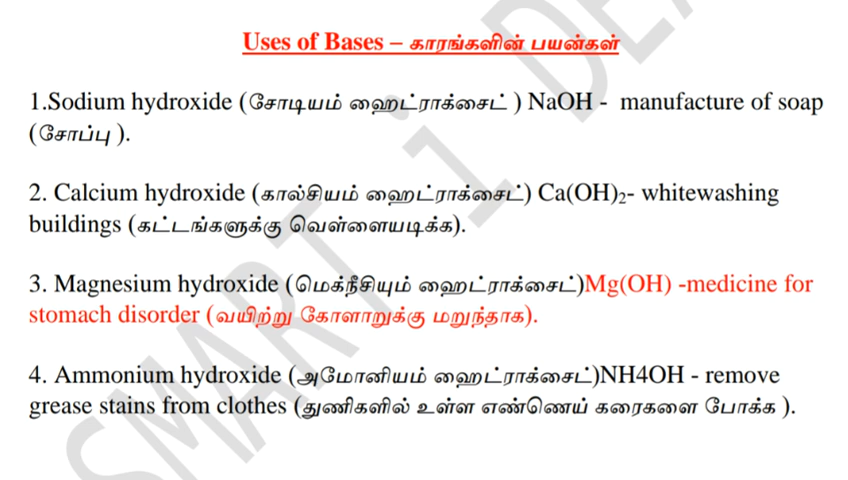 Uses of Bases – காரங்களின் பயன்கள்
1.Sodium hydroxide (சோடியம் ஹைட்ராக்சைட் ) NaOH - manufacture of soap
(சோப்பு ).
2. Calcium hydroxide (கால்சியம் ஹைட்ராக்சைட்) Ca(OH)₂- whitewashing
buildings (கட்டங்களுக்கு வெள்ளையடிக்க).
3. Magnesium hydroxide (மெக்நீசியும் ஹைட்ராக்சைட்)Mg(OH) -medicine for
stomach disorder (வயிற்று கோளாறுக்கு மறுந்தாக).
4. Ammonium hydroxide (அமோனியம் ஹைட்ராக்சைட்)NH4OH - remove
grease stains from clothes (துணிகளில் உள்ள எண்ணெய் கரைகளை போக்க ).
SMART i DEA